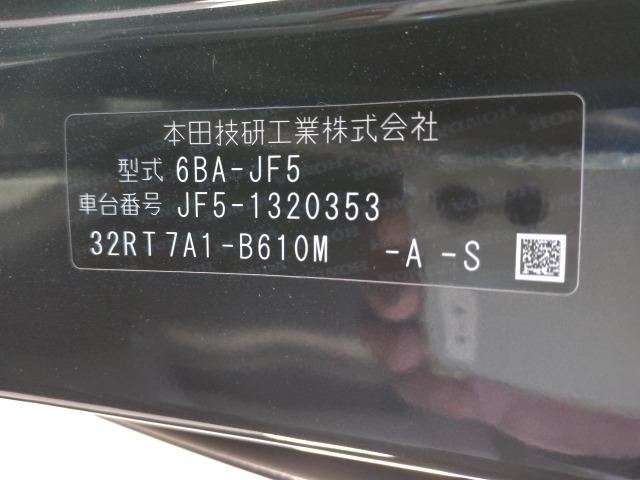 本田技研工業株式会社
型式 6BA-JF5
車台番号 JF5-1320353
32RT7A1-B610M -A -S